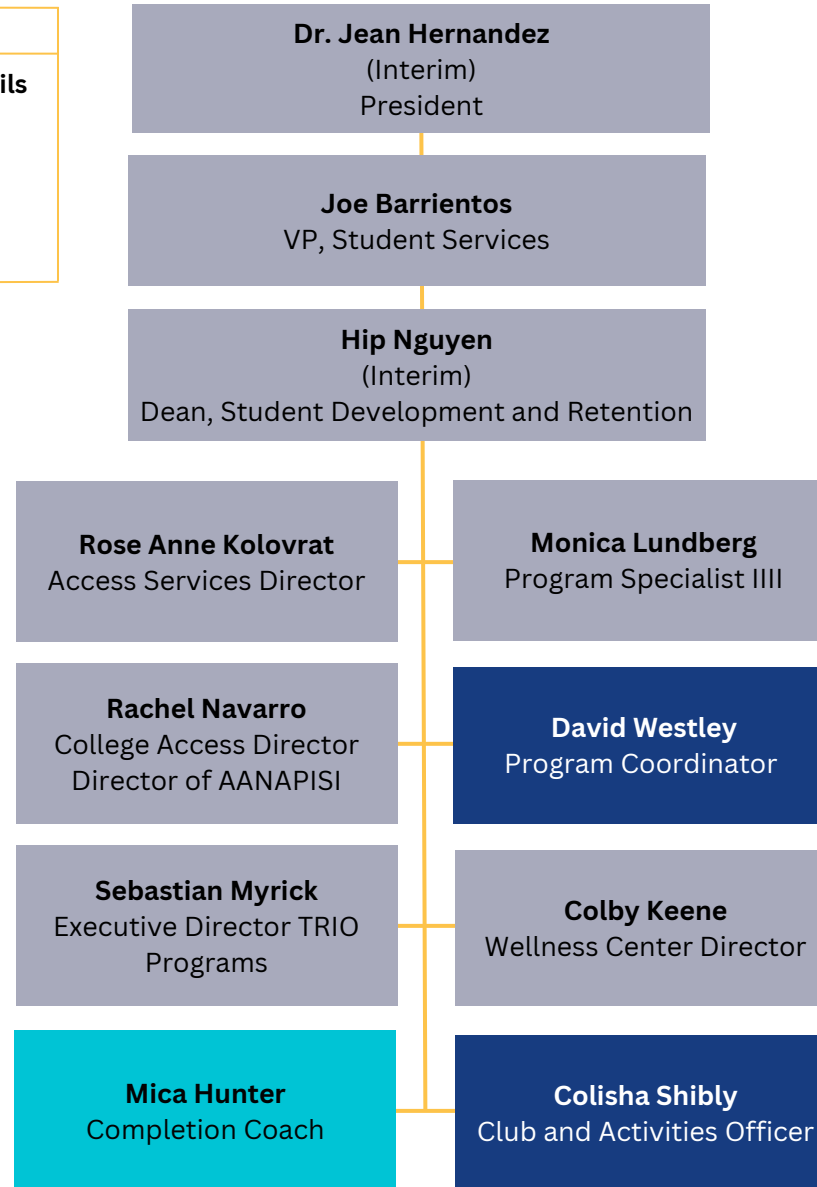 ils
Dr. Jean Hernandez
(Interim)
President
Joe Barrientos
VP, Student Services
Hip Nguyen
(Interim)
Dean, Student Development and Retention
Rose Anne Kolovrat
Access Services Director
Monica Lundberg
Program Specialist IIII
Rachel Navarro
College Access Director
Director of AANAPISI
David Westley
Program Coordinator
Sebastian Myrick
Executive Director TRIO
Programs
Colby Keene
Wellness Center Director
Mica Hunter
Completion Coach
Colisha Shibly
Club and Activities Officer